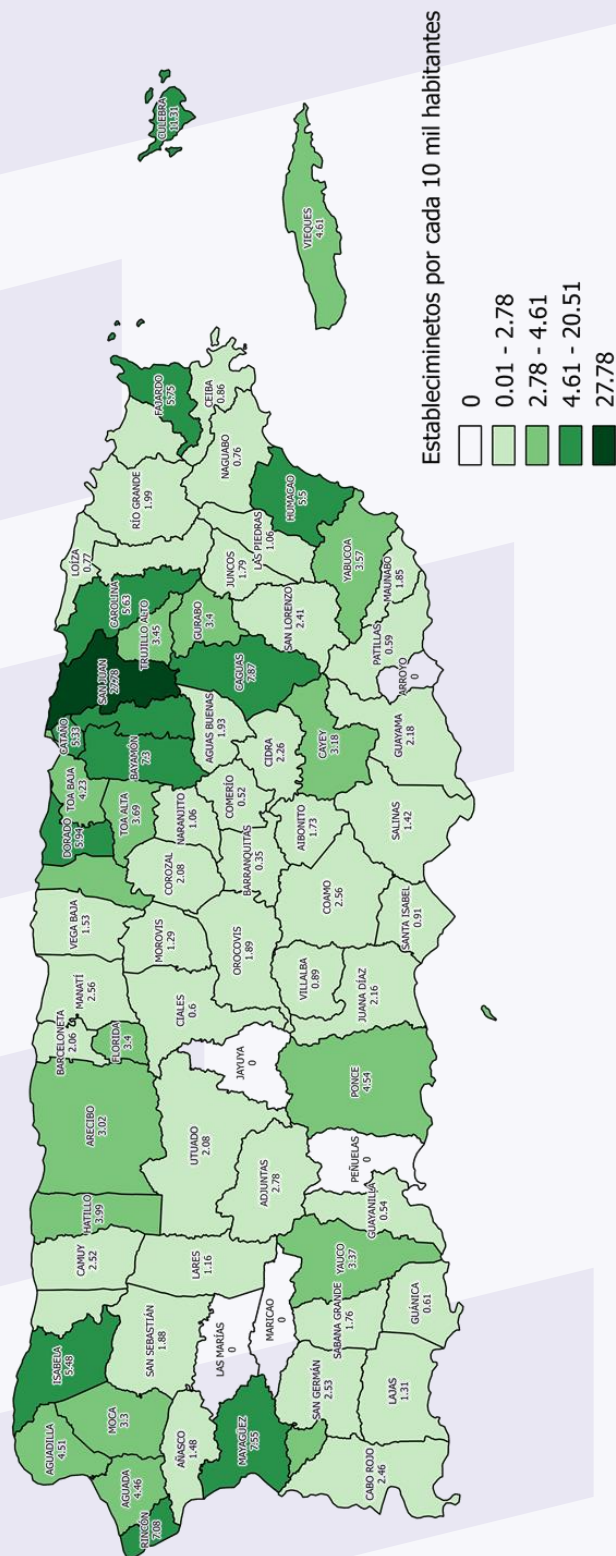 ISABELA
5.48
AGUADILLA
4.51
MOCA
3.3
AGUADA
4.46
RINCÓN
7.08
AÑASCO
1.48
MAYAGÜEZ
7.55
CAMUY
2.52
HATILLO
3.99
ARECIBO
3.02
BARCELONETA
2.06
FLORIDA
3.4
MANATÍ
2.56
VEGA BAJA
1.53
DORADO
5.94
TOA BAJA
4.23
CATAÑO
5.33
TOA ALTA
3.69
BAYAMÓN
7.3
SAN JUAN
27.78
CAROLINA
5.63
TRUJILLO ALTO
3.45
LOÍZA
0.77
RÍO GRANDE
1.99
FAJARDO
5.75
CEIBA
0.86
CULEBRA
11.31
VIEQUES
4.61
SAN SEBASTIÁN
1.88
LARES
1.16
LAS MARÍAS
0
MARICAO
0
UTUADO
2.08
ADJUNTAS
2.78
JAYUYA
0
CIALES
0.6
MOROVIS
1.29
OROCOVIS
1.89
COROZAL
2.08
NARANJITO
1.06
BARRANQUITAS
0.35
COMERÍO
0.52
AGUAS BUENAS
1.93
CIDRA
2.26
CAGUAS
7.87
GURABO
3.4
JUNCOS
1.79
LAS PIEDRAS
1.06
NAGUABO
0.76
HUMACAO
5.5
SAN LORENZO
2.41
YABUCOA
3.57
MAUNABO
1.85
PATILLAS
0.59
ARROYO
0
GUAYAMA
2.18
CAYEY
3.18
AIBONITO
1.73
SALINAS
1.42
COAMO
2.56
SANTA ISABEL
0.91
VILLALBA
0.89
JUANA DÍAZ
2.16
PONCE
4.54
PEÑUELAS
0
GUAYANILLA
0.54
YAUCO
3.37
SABANA GRANDE
1.76
GUÁNICA
0.61
SAN GERMÁN
2.53
LAJAS
1.31
CABO ROJO
2.46
Estableciminetos por cada 10 mil habitantes
0
0.01 - 2.78
2.78 - 4.61
4.61 - 20.51
27.78